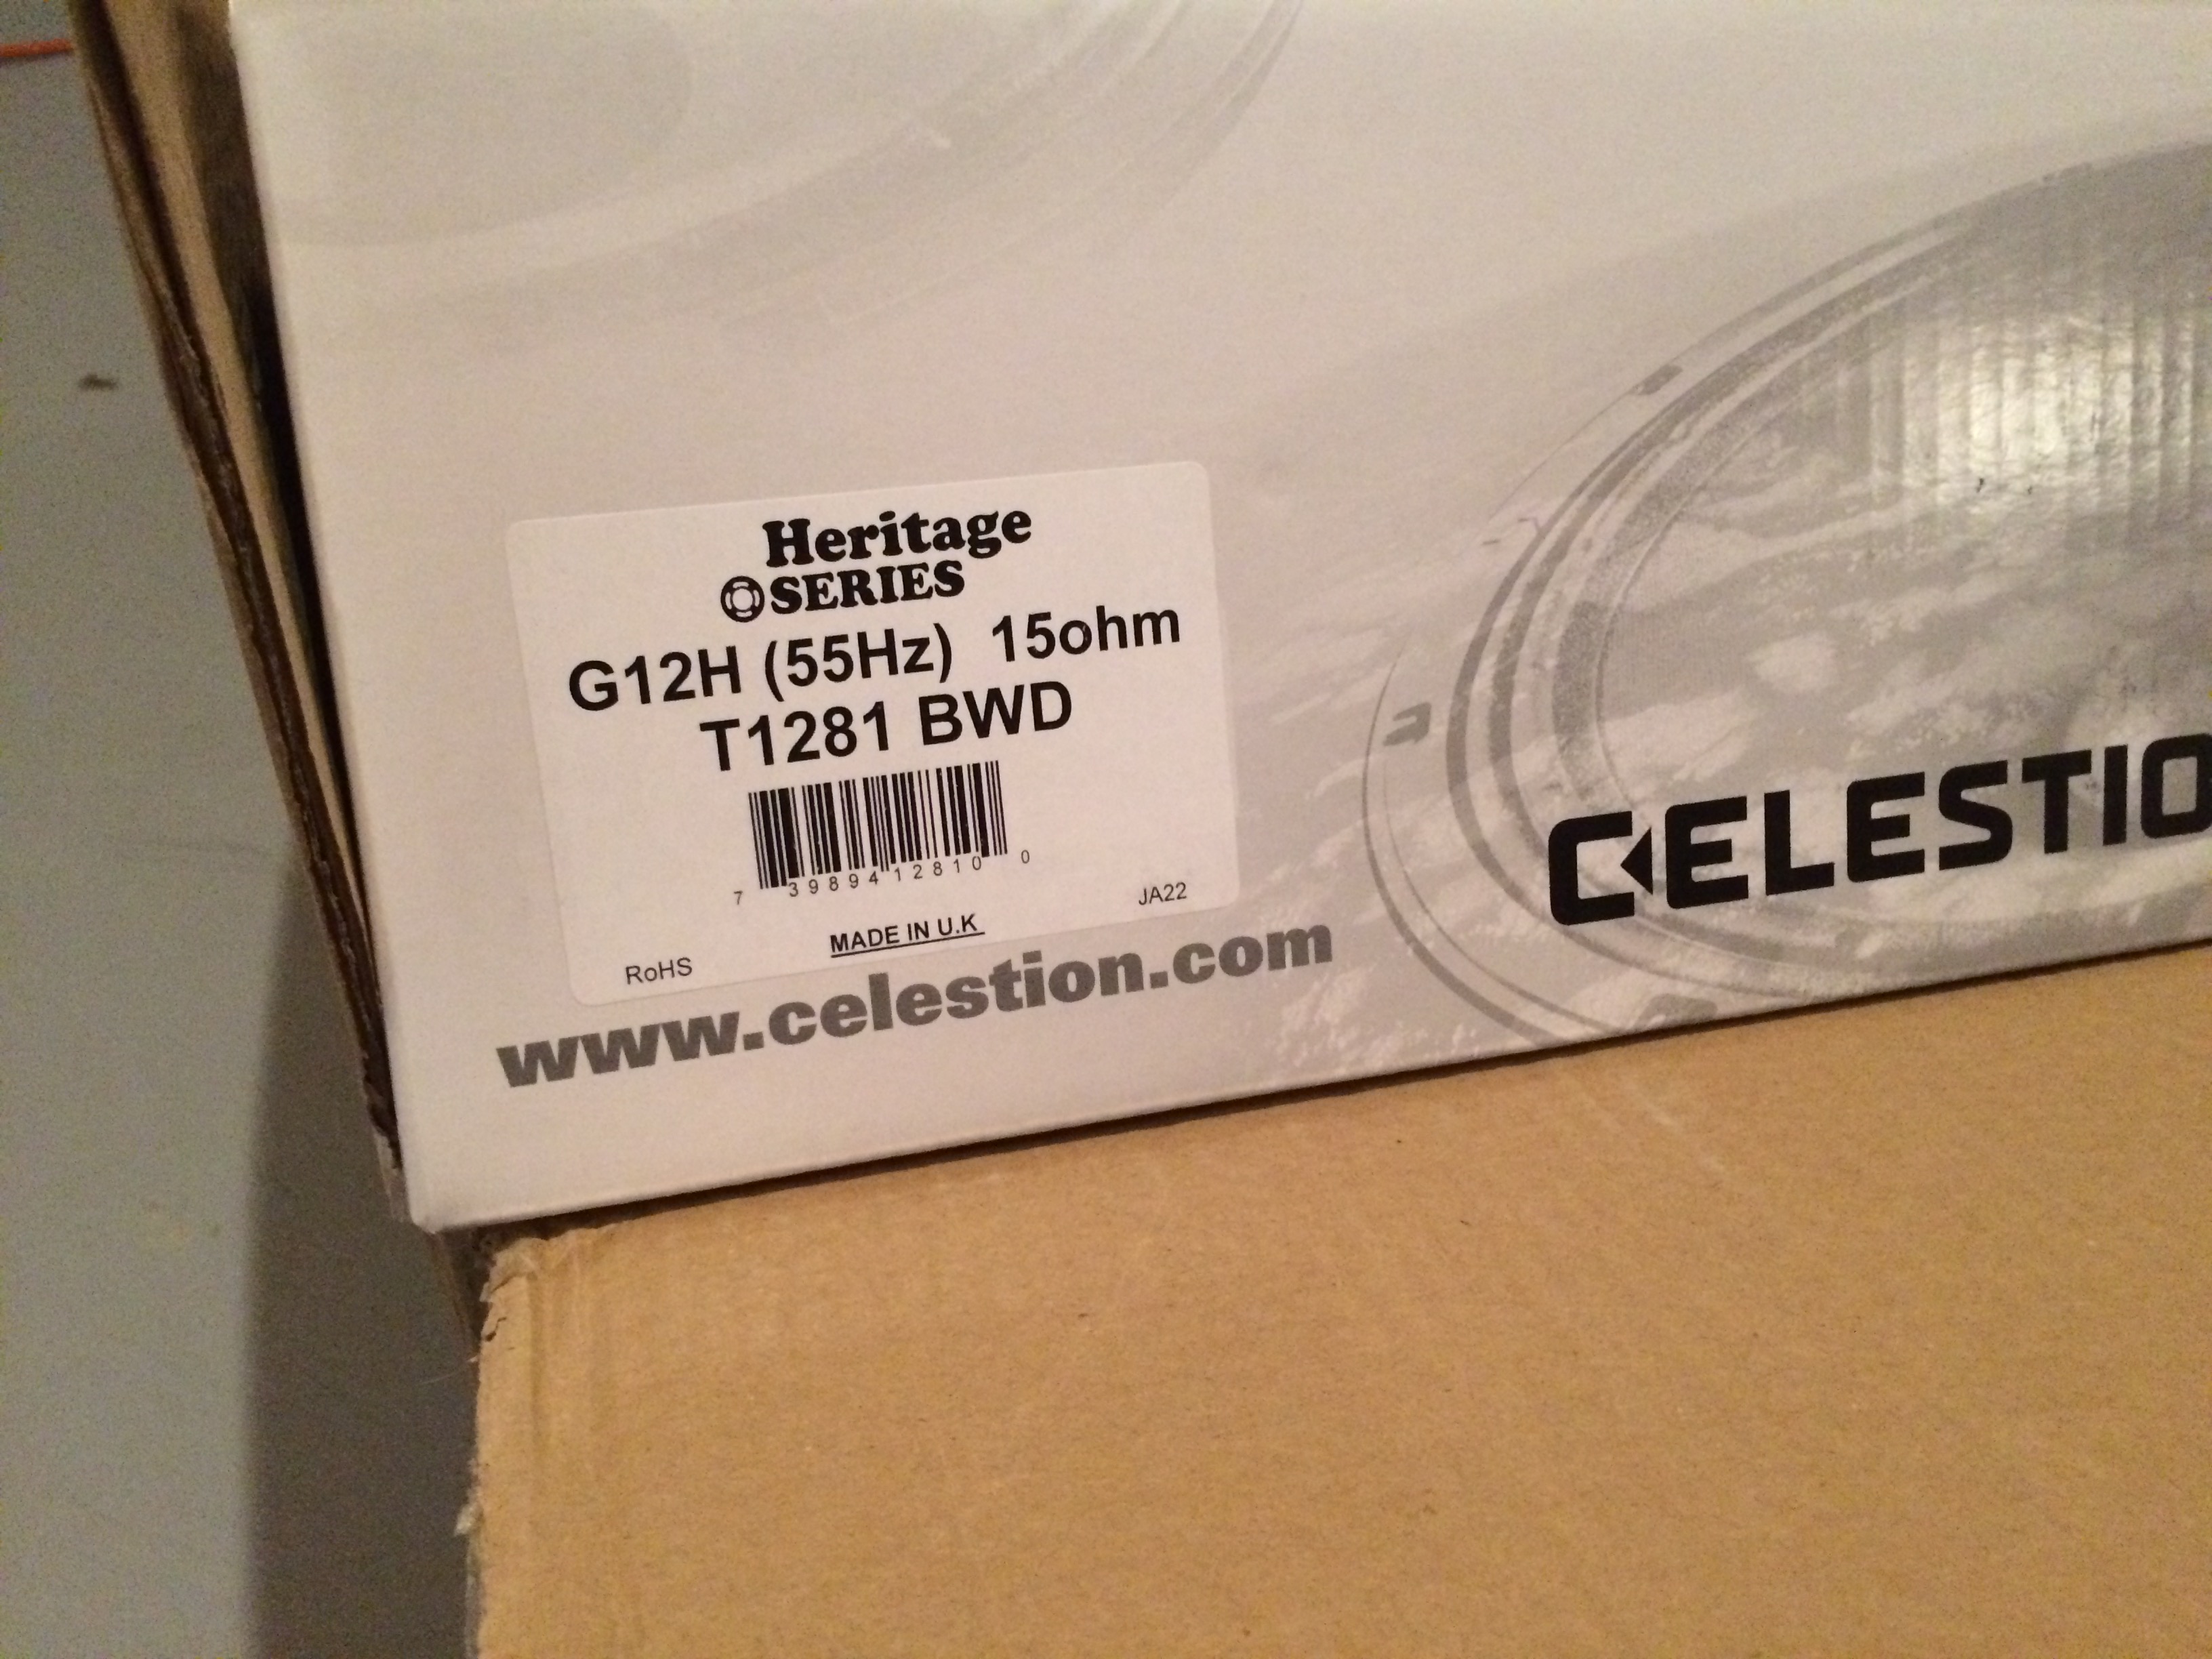 Heritage
SERIES
G12H (55Hz) 15ohm
T1281 BWD
7 39894 12810 0
JA22
MADE IN U.K
RoHS
www.celestion.com
CELESTIO